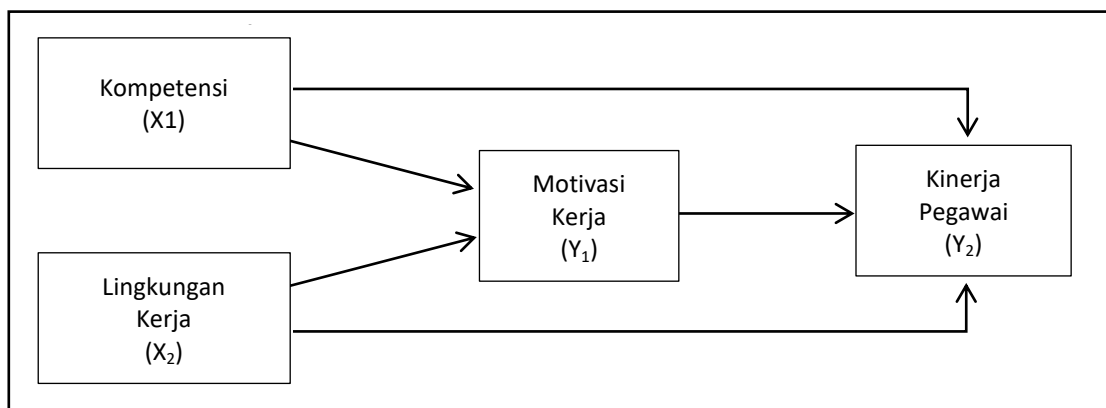 Kompetensi
(X1)
Motivasi
Kerja
(Y₁)
Kinerja
Pegawai
(Y₂)
Lingkungan
Kerja
(X₂)